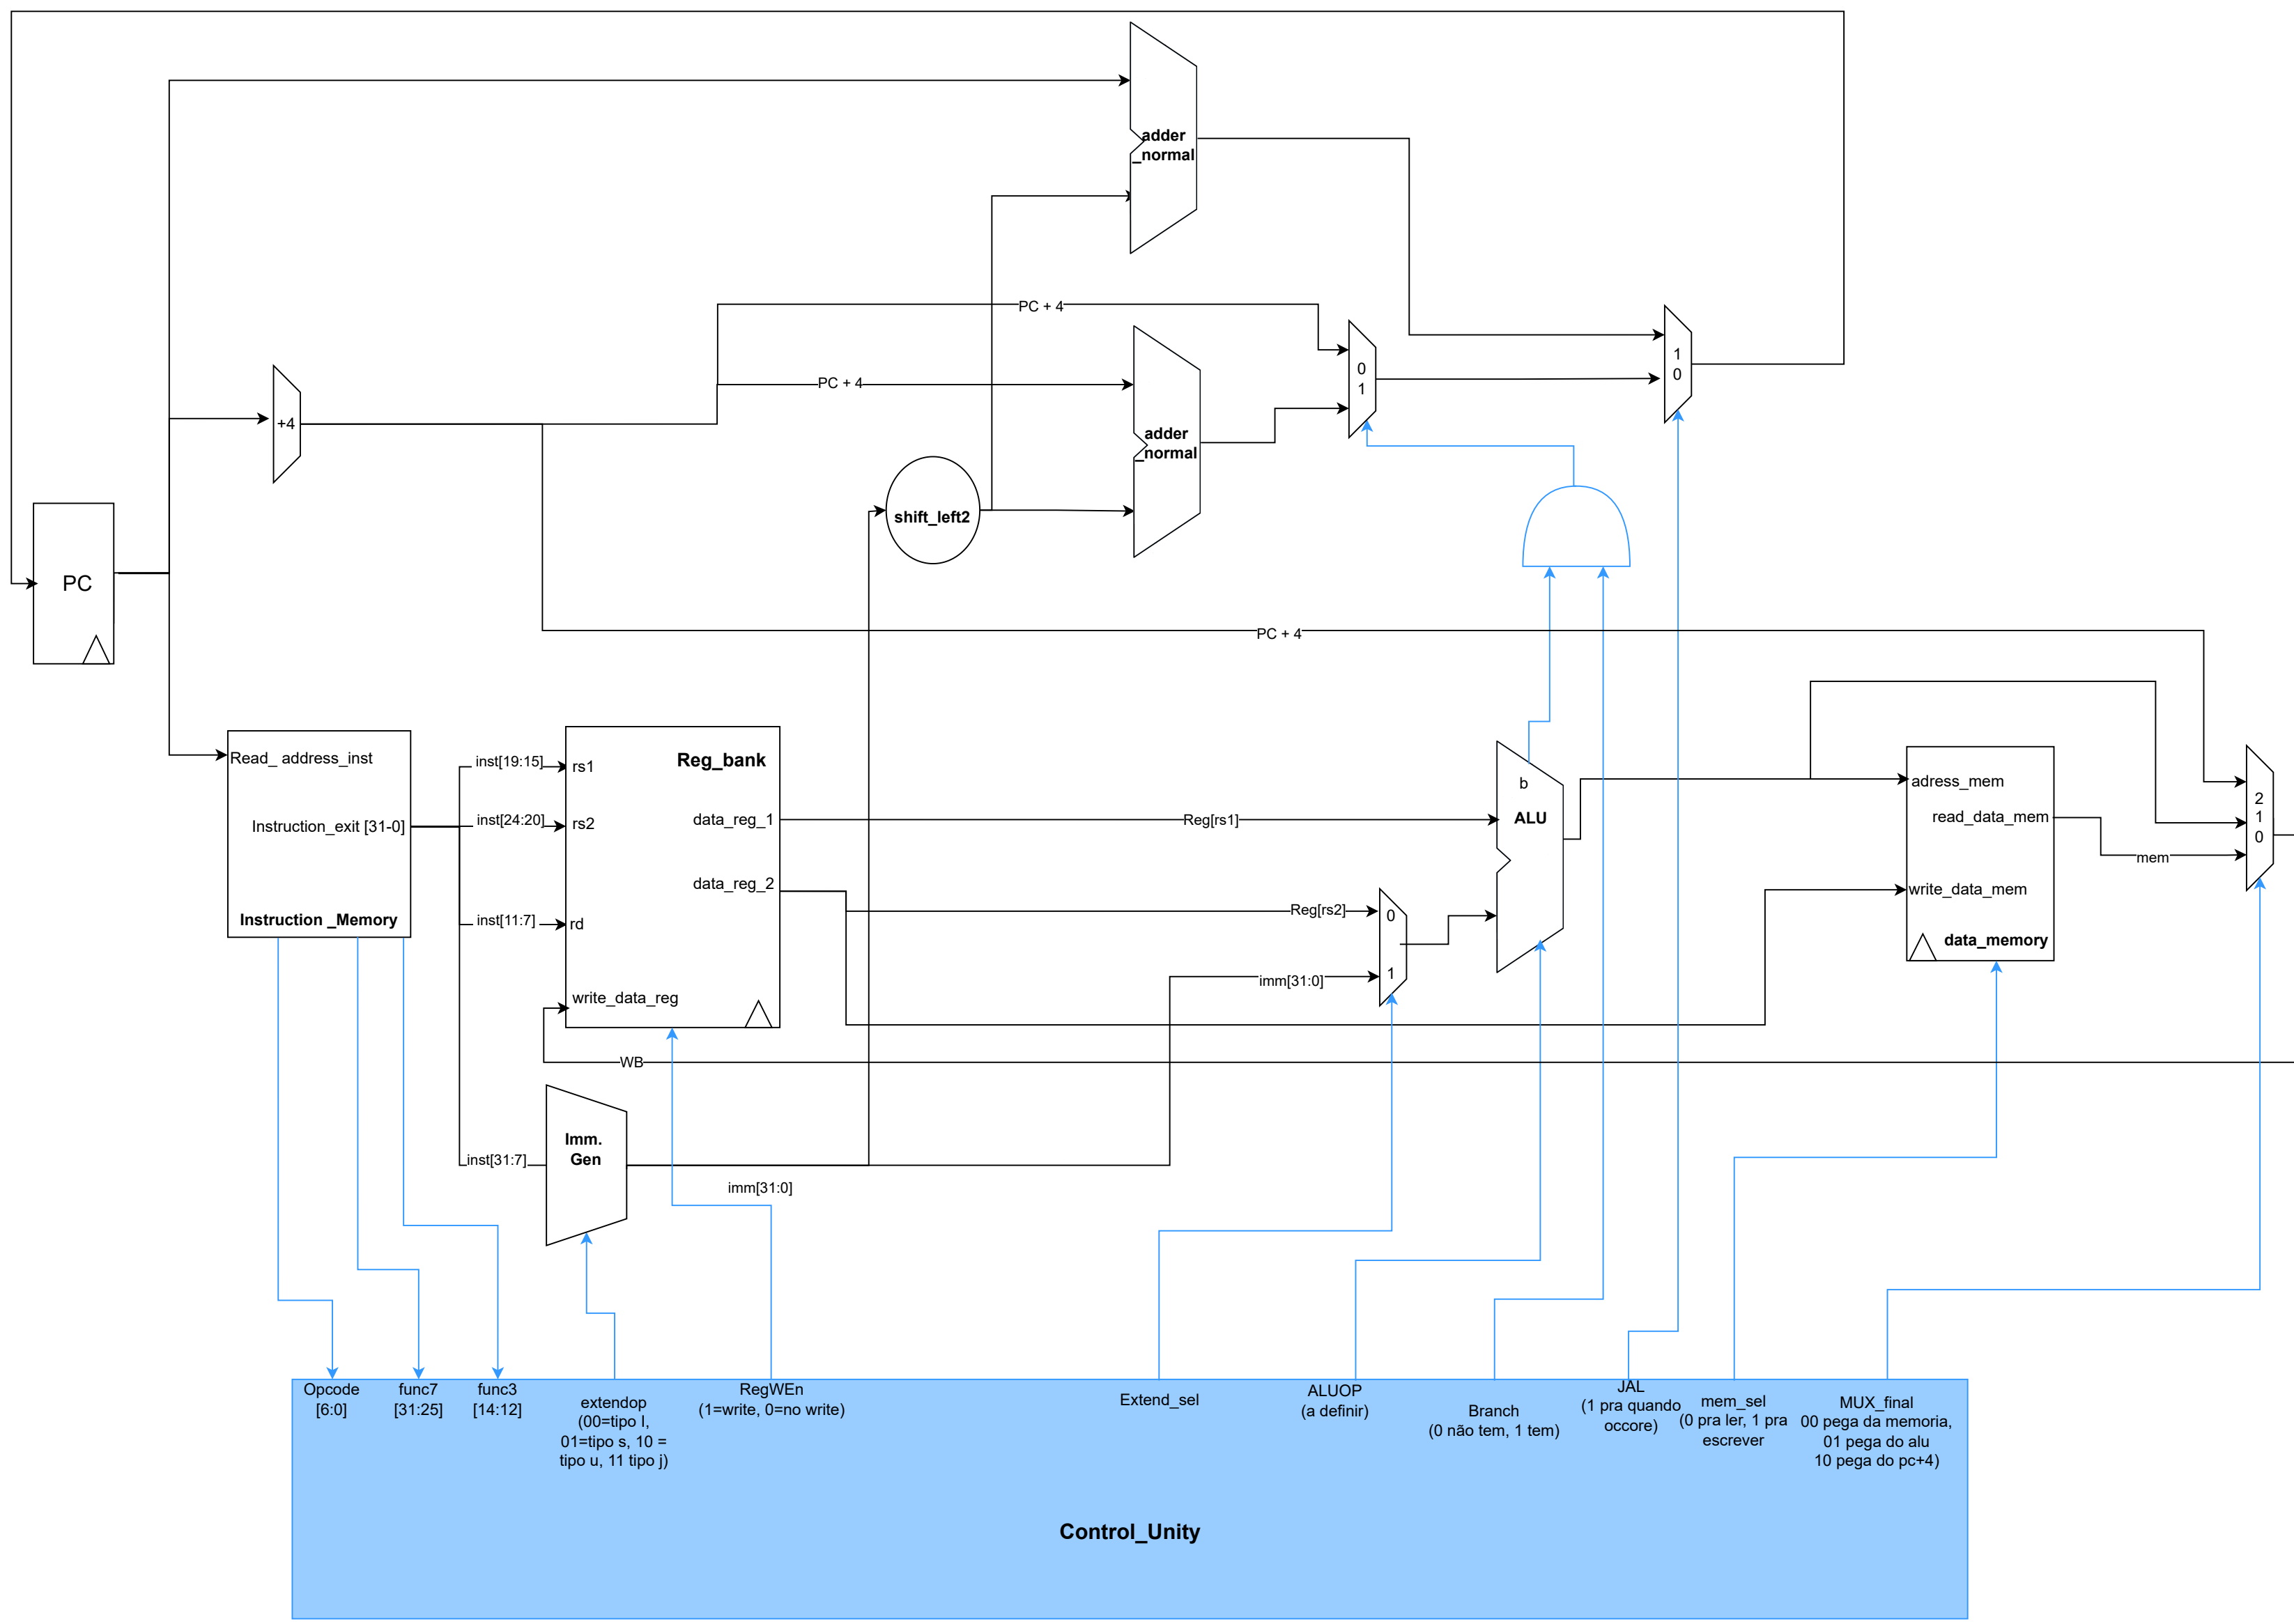 adder
_normal
PC + 4
1
0
0
1
PC + 4
+4
adder
_normal
shift_left2
PC
PC + 4
Read_ address_inst
Instruction_exit [31-0]
Instruction _Memory
inst[19:15]
inst[24:20]
inst[11:7]
inst[31:7]
rs1
Reg_bank
rs2
data_reg_1
data_reg_2
rd
write_data_reg
Reg[rs1]
Reg[rs2]
imm[31:0]
0
1
b
ALU
adress_mem
read_data_mem
write_data_mem
data_memory
mem
2
1
0
WB
Imm.
Gen
imm[31:0]
Opcode
[6:0]
func7
[31:25]
func3
[14:12]
extendop
(00=tipo I,
01=tipo s, 10 =
tipo u, 11 tipo j)
RegWEn
(1=write, 0=no write)
Extend_sel
ALUOP
(a definir)
Branch
(0 não tem, 1 tem)
JAL
(1 pra quando
occore)
mem_sel
(0 pra ler, 1 pra
escrever
MUX_final
00 pega da memoria,
01 pega do alu
10 pega do pc+4)
Control_Unity